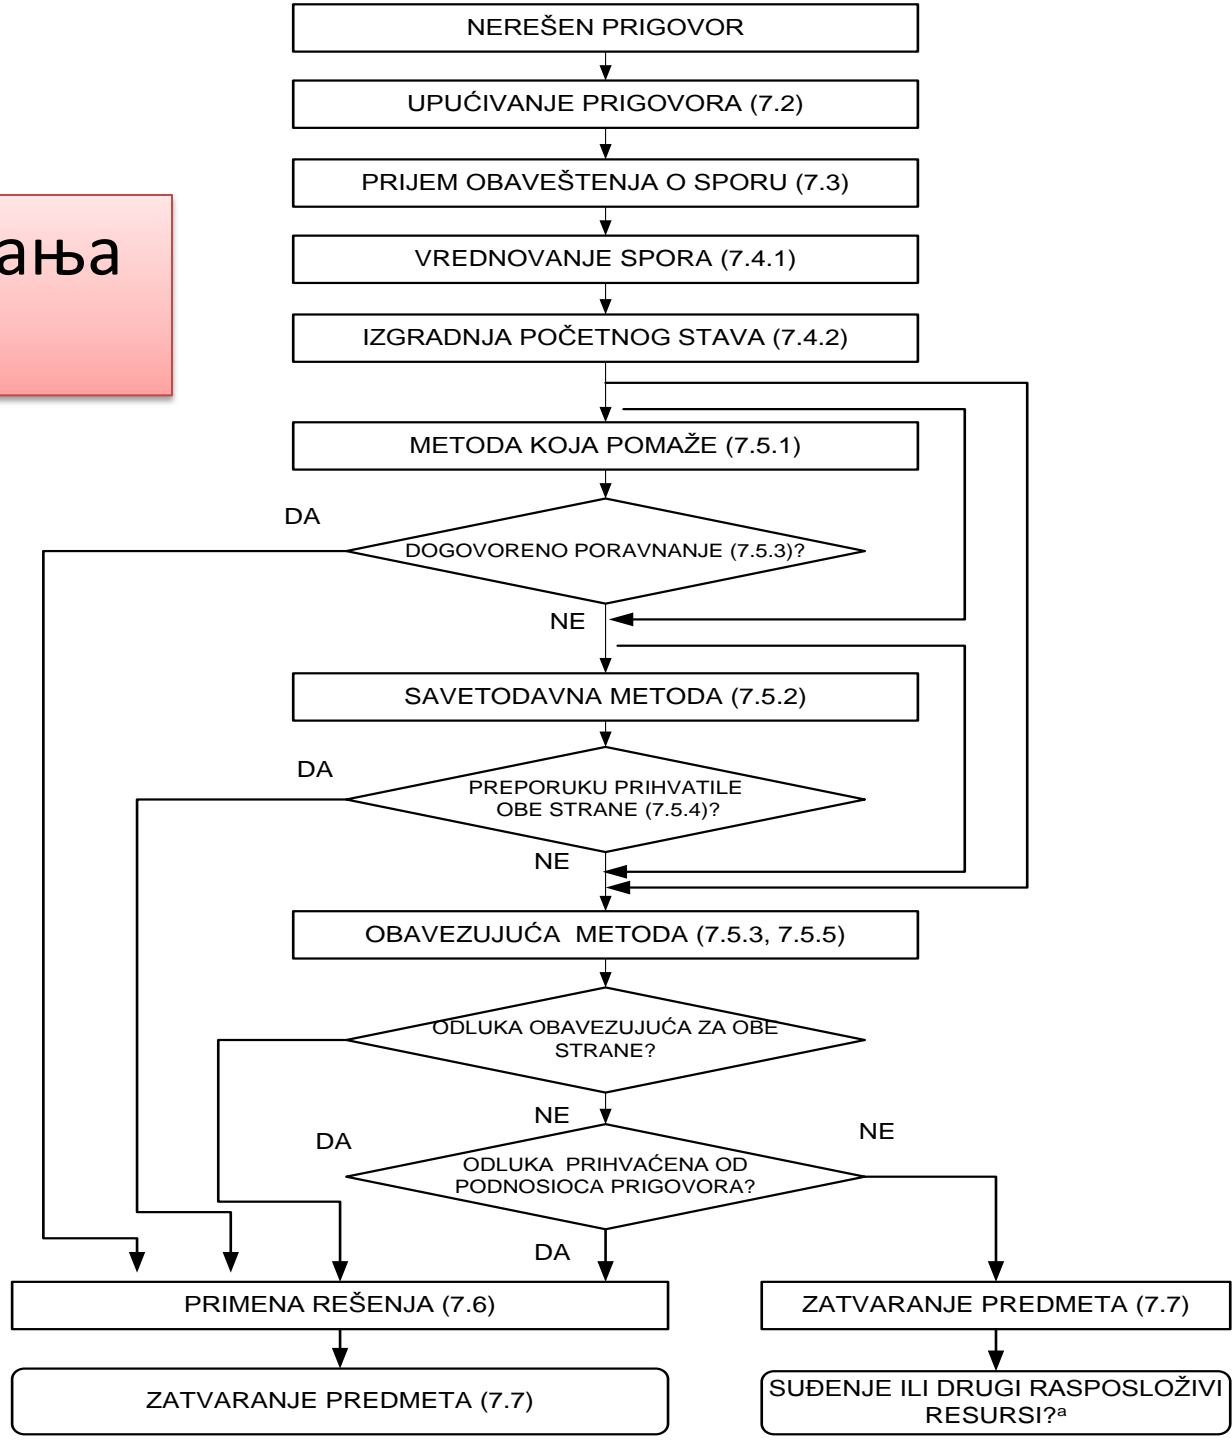 NEREŠEN PRIGOVOR
UPUĆIVANJE PRIGOVORA (7.2)
PRIJEM OBAVEŠTENJA O SPORU (7.3)
ања
VREDNOVANJE SPORA (7.4.1)
IZGRADNJA POČETNOG STAVA (7.4.2)
METODA KOJA POMAŽE (7.5.1)
DA
DOGOVORENO PORAVNANJE (7.5.3)?
NE
SAVETODAVNA METODA (7.5.2)
DA
PREPORUKU PRIHVATILE
OBE STRANE (7.5.4)?
NE
OBAVEZUJUĆA METODA (7.5.3, 7.5.5)
ODLUKA OBAVEZUJUĆA ZA OBE
STRANE?
NE
DA
NE
ODLUKA PRIHVAĆENA OD
PODNOSIOCA PRIGOVORA?
DA
PRIMENA REŠENJA (7.6)
ZATVARANJE PREDMETA (7.7)
ZATVARANJE PREDMETA (7.7)
SUĐENJE ILI DRUGI RASPOSLOŽIVI
RESURSI?ᵃ